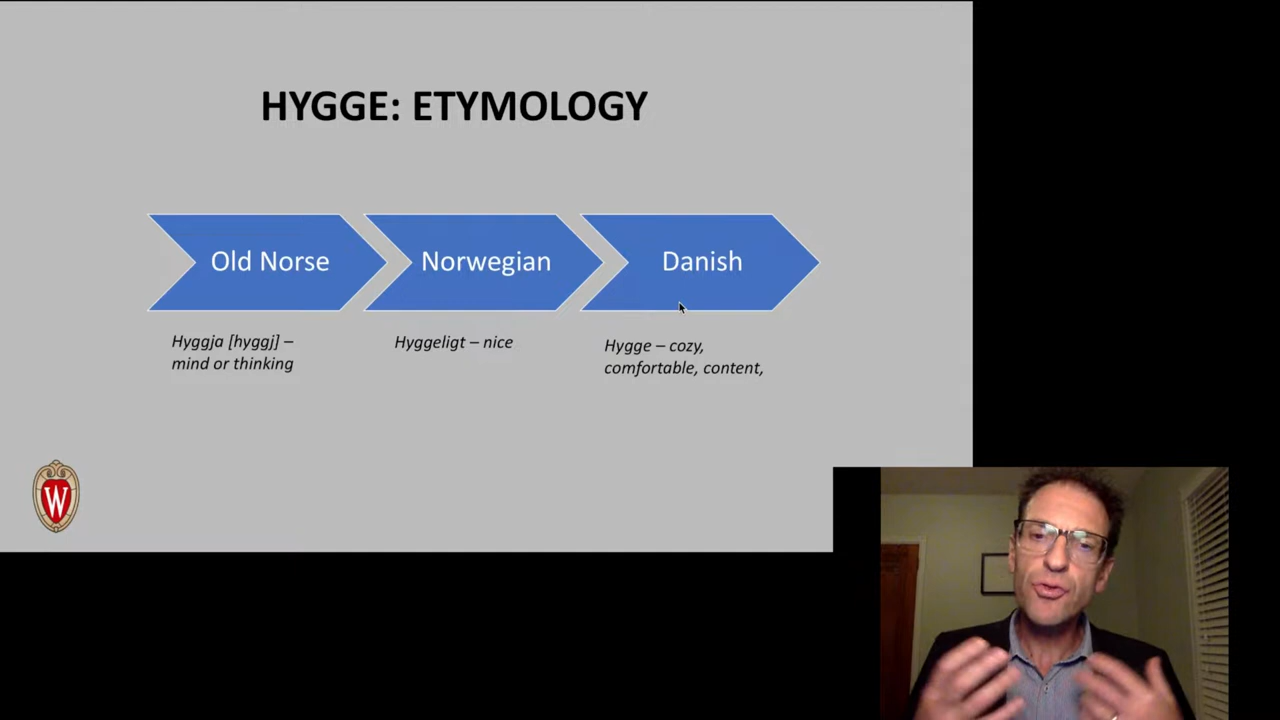 HYGGE: ETYMOLOGY
Old Norse
Norwegian
Danish
Hyggja [hyggj] –
mind or thinking
Hyggeligt – nice
Hygge – cozy,
comfortable, content,
W